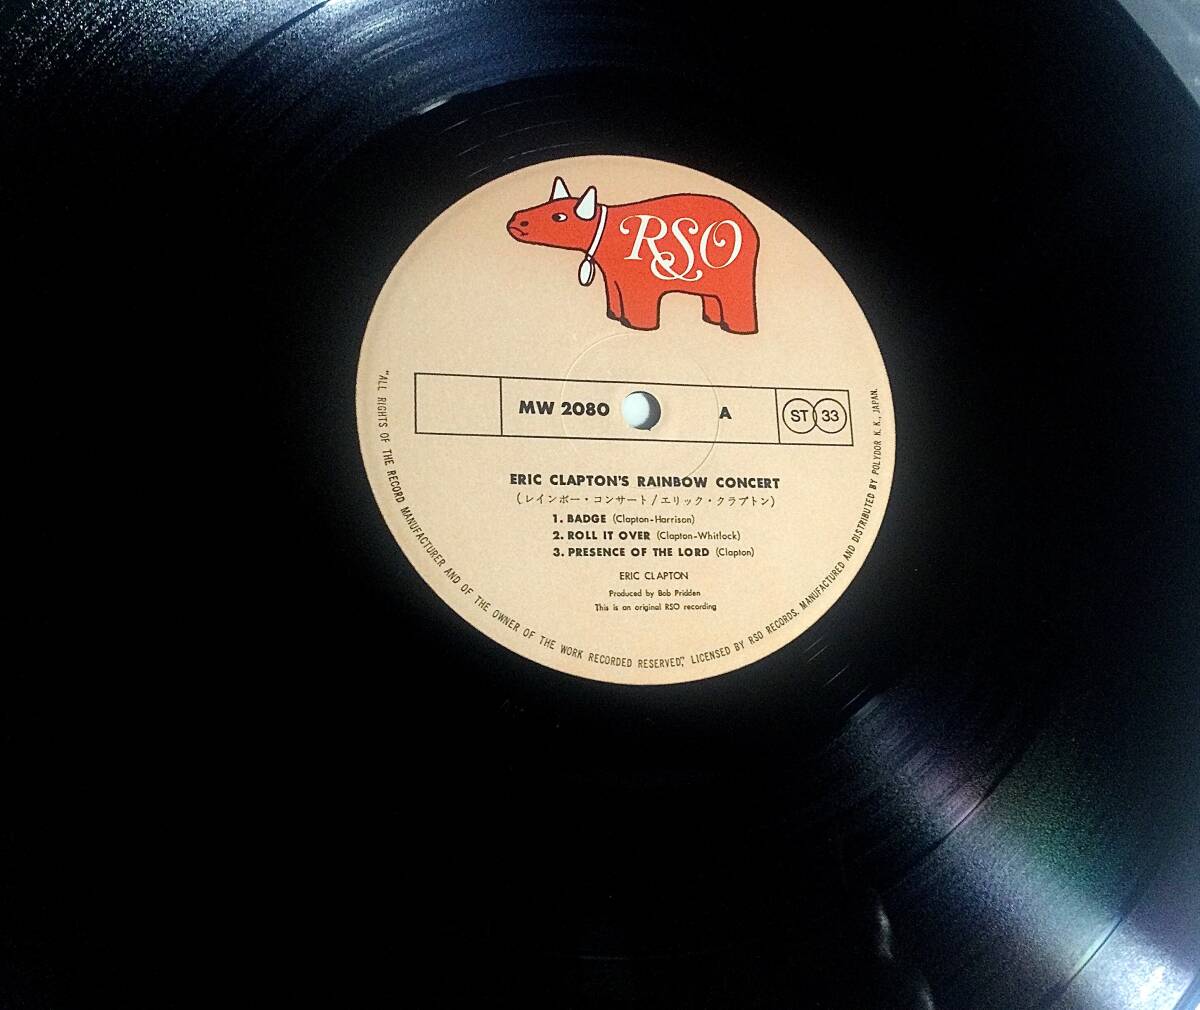 RSO
MW 2080
A
ST 33
ERIC CLAPTON'S RAINBOW CONCERT
(レインボー・コンサート/エリック・クラプトン)
1. BADGE (Clapton-Harrison)
2. ROLL IT OVER (Clapton-Whitlock)
3. PRESENCE OF THE LORD (Clapton)
ERIC CLAPTON
Produced by Bob Pridden
This is an original RSO recording
"ALL RIGHTS OF THE RECORD MANUFACTURER AND OF THE OWNER OF THE WORK RECORDED RESERVED." LICENSED BY RSO RECORDS. MANUFACTURED AND DISTRIBUTED BY POLYDOR K. K., JAPAN.